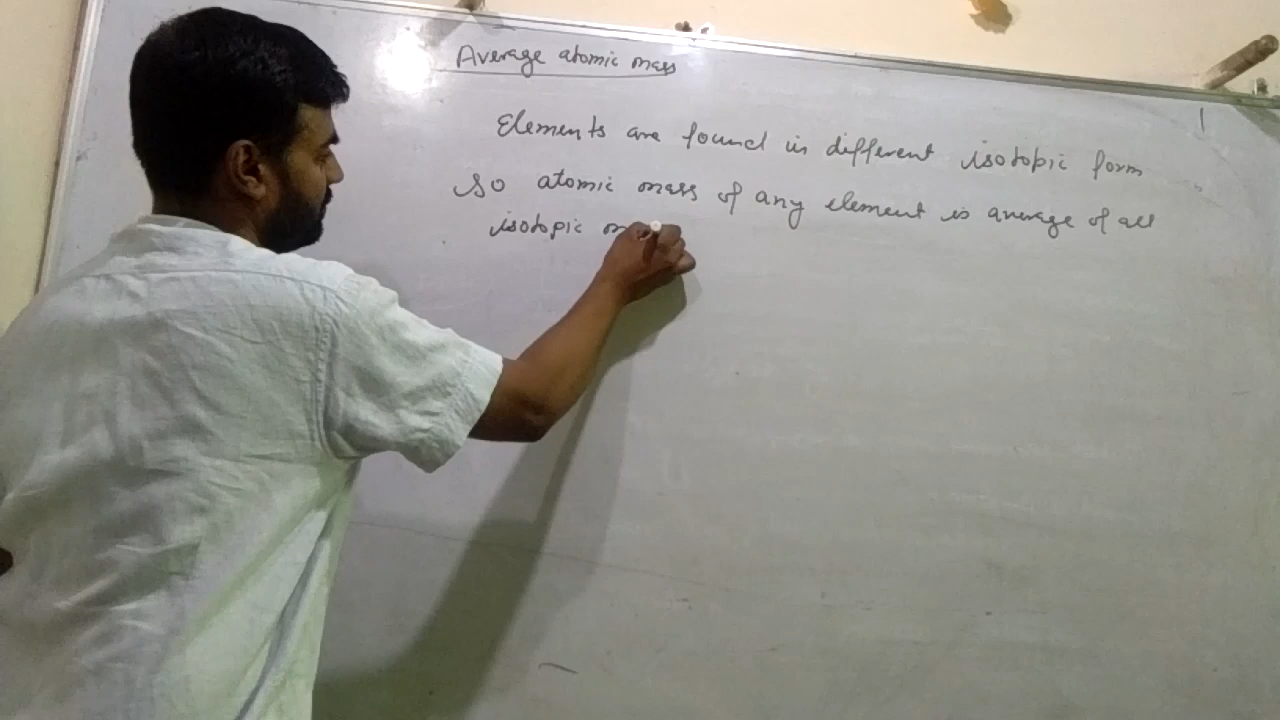 Average atomic mass
Elements are found in different isotopic form
So atomic mass of any element is average of all
isotopic